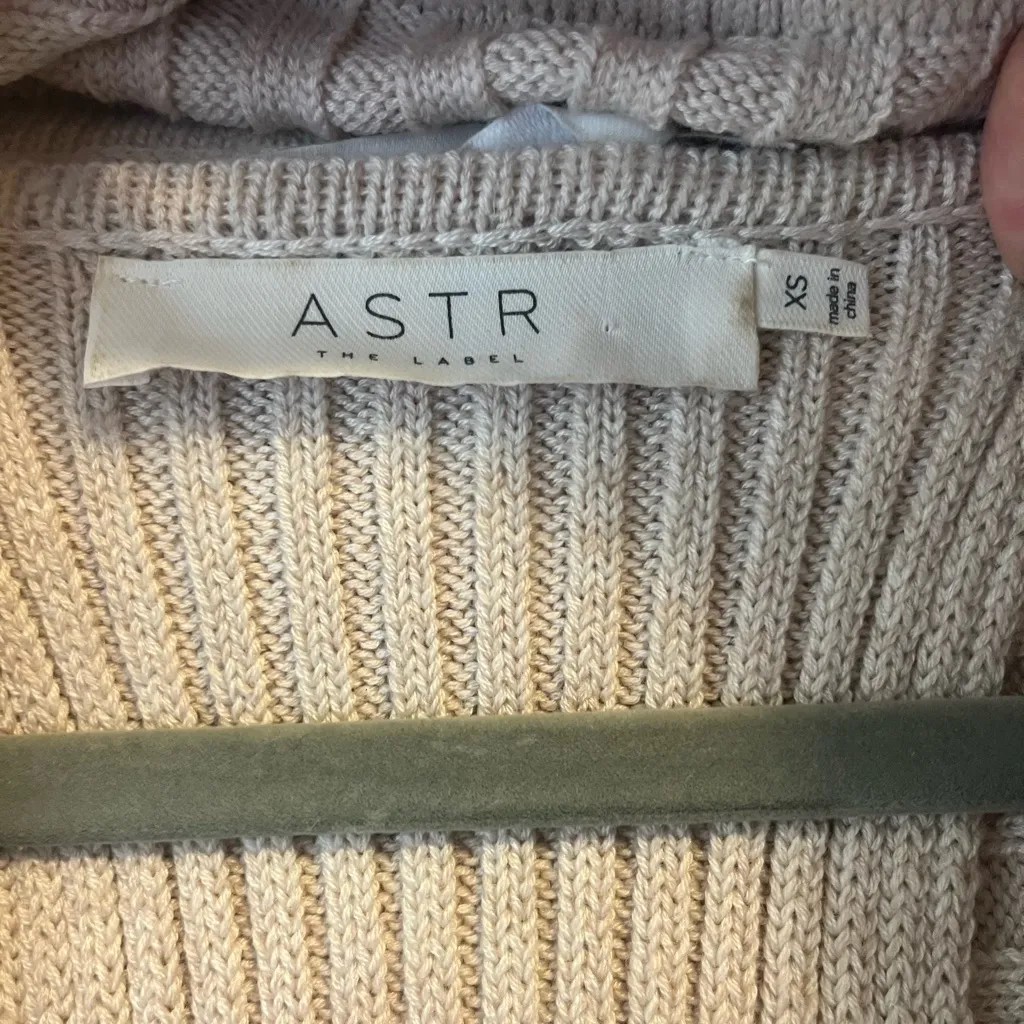 ASTR
THE LABEL
XS
made in
china